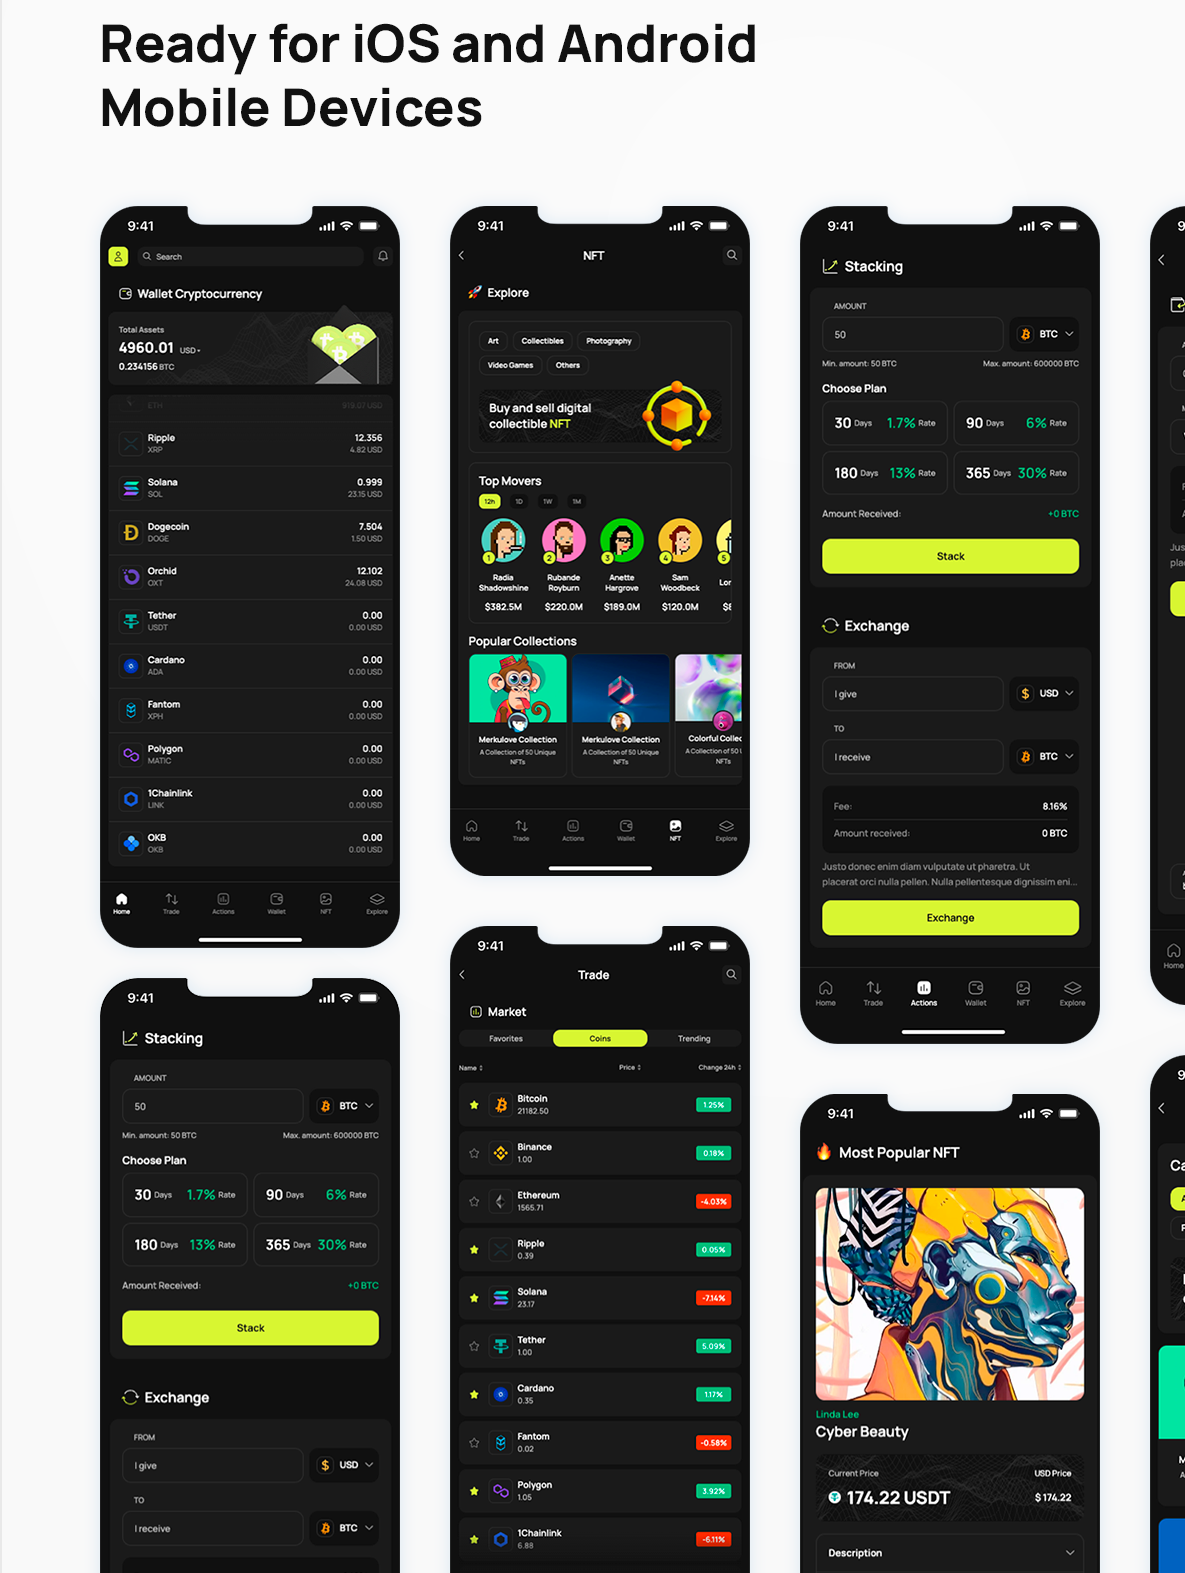 Ready for iOS and Android
Mobile Devices
9:41
Search
Wallet Cryptocurrency
Total Assets
4960.01 USD
0.234156 BTC
ETH 919.07 USD
Ripple 12.356
XRP 4.82 USD
Solana 0.999
SOL 23.15 USD
Dogecoin 7.504
DOGE 1.50 USD
Orchid 12.102
OXT 24.08 USD
Tether 0.00
USDT 0.00 USD
Cardano 0.00
ADA 0.00 USD
Fantom 0.00
XPH 0.00 USD
Polygon 0.00
MATIC 0.00 USD
1Chainlink 0.00
LINK 0.00 USD
OKB 0.00
OKB 0.00 USD
Home Trade Actions Wallet NFT Explore
9:41
Stacking
AMOUNT
50 BTC
Min. amount: 50 BTC Max. amount: 600000 BTC
Choose Plan
30 Days 1.7% Rate 90 Days 6% Rate
180 Days 13% Rate 365 Days 30% Rate
Amount Received: +0 BTC
Stack
Exchange
FROM
I give USD
TO
I receive BTC
9:41
NFT
Explore
Art Collectibles Photography
Video Games Others
Buy and sell digital
collectible NFT
Top Movers
12h 1D 1W 1M
1 2 3 4 5
Radia Rubande Anette Sam
Shadowshine Royburn Hargrove Woodbeck Lor
$382.5M $220.0M $189.0M $120.0M $8
Popular Collections
Merkulove Collection Merkulove Collection Colorful Collec
A Collection of 50 Unique A Collection of 50 Unique A Collection of 50 U
NFTs NFTs NFTs
Home Trade Actions Wallet NFT Explore
9:41
Trade
Market
Favorites Coins Trending
Name Price Change 24h
Bitcoin
21182.50 1.25%
Binance
1.00 0.18%
Ethereum
1565.71 -4.03%
Ripple
0.39 0.05%
Solana
23.17 -7.14%
Tether
1.00 5.09%
Cardano
0.35 1.17%
Fantom
0.02 -0.58%
Polygon
1.05 3.92%
1Chainlink
6.88 -6.11%
9:41
Stacking
AMOUNT
50 BTC
Min. amount: 50 BTC Max. amount: 600000 BTC
Choose Plan
30 Days 1.7% Rate 90 Days 6% Rate
180 Days 13% Rate 365 Days 30% Rate
Amount Received: +0 BTC
Stack
Exchange
FROM
I give USD
TO
I receive BTC
Fee: 8.16%
Amount received: 0 BTC
Justo donec enim diam vulputate ut pharetra. Ut
placerat orci nulla pellen. Nulla pellentesque dignissim eni...
Exchange
Home Trade Actions Wallet NFT Explore
9:41
Most Popular NFT
Linda Lee
Cyber Beauty
Current Price USD Price
174.22 USDT $ 174.22
Description
Jus
plac
Home
Ca